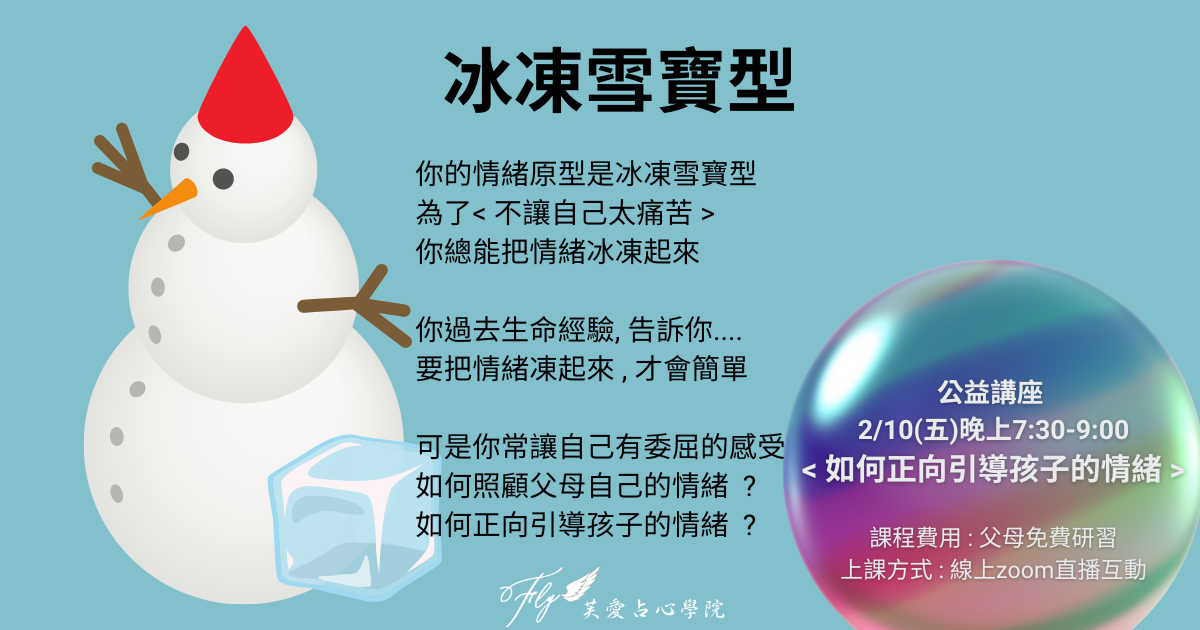 冰凍雪寶型
你的情緒原型是冰凍雪寶型
為了< 不讓自己太痛苦 >
你總能把情緒冰凍起來
你過去生命經驗, 告訴你....
要把情緒凍起來 , 才會簡單
可是你常讓自己有委屈的感受
如何照顧父母自己的情緒 ？
如何正向引導孩子的情緒 ？
公益講座
2/10(五)晚上7:30-9:00
< 如何正向引導孩子的情緒 >
課程費用 : 父母免費研習
上課方式 : 線上zoom直播互動
Fly 芙愛占心學院